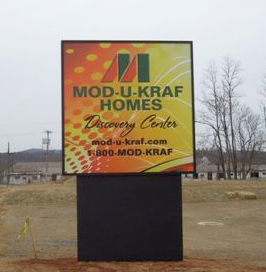 MOD-U-KRAF
HOMES
Discovery Center
mod-u-kraf.com
1-800-MOD-KRAF